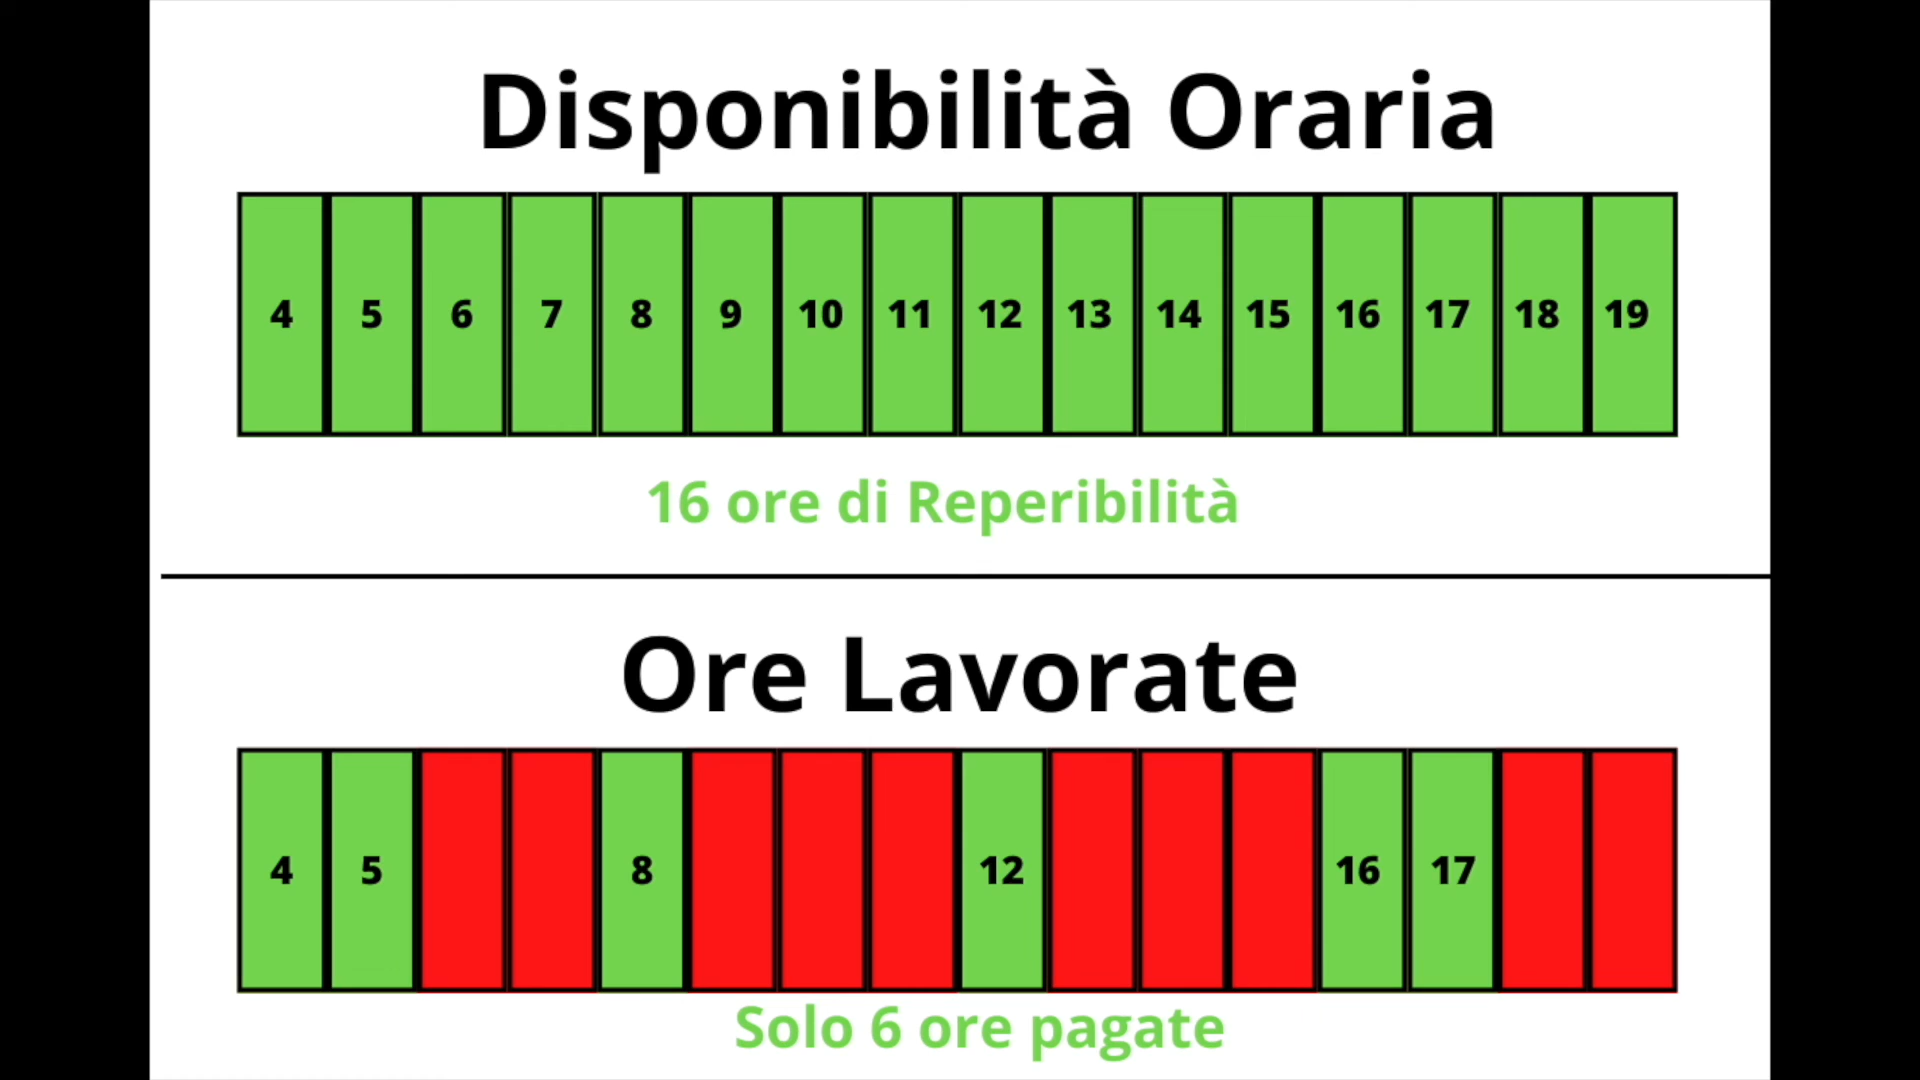 Disponibilità Oraria
4 5 6 7 8 9 10 11 12 13 14 15 16 17 18 19
16 ore di Reperibilità
Ore Lavorate
4 5 8 12 16 17
Solo 6 ore pagate